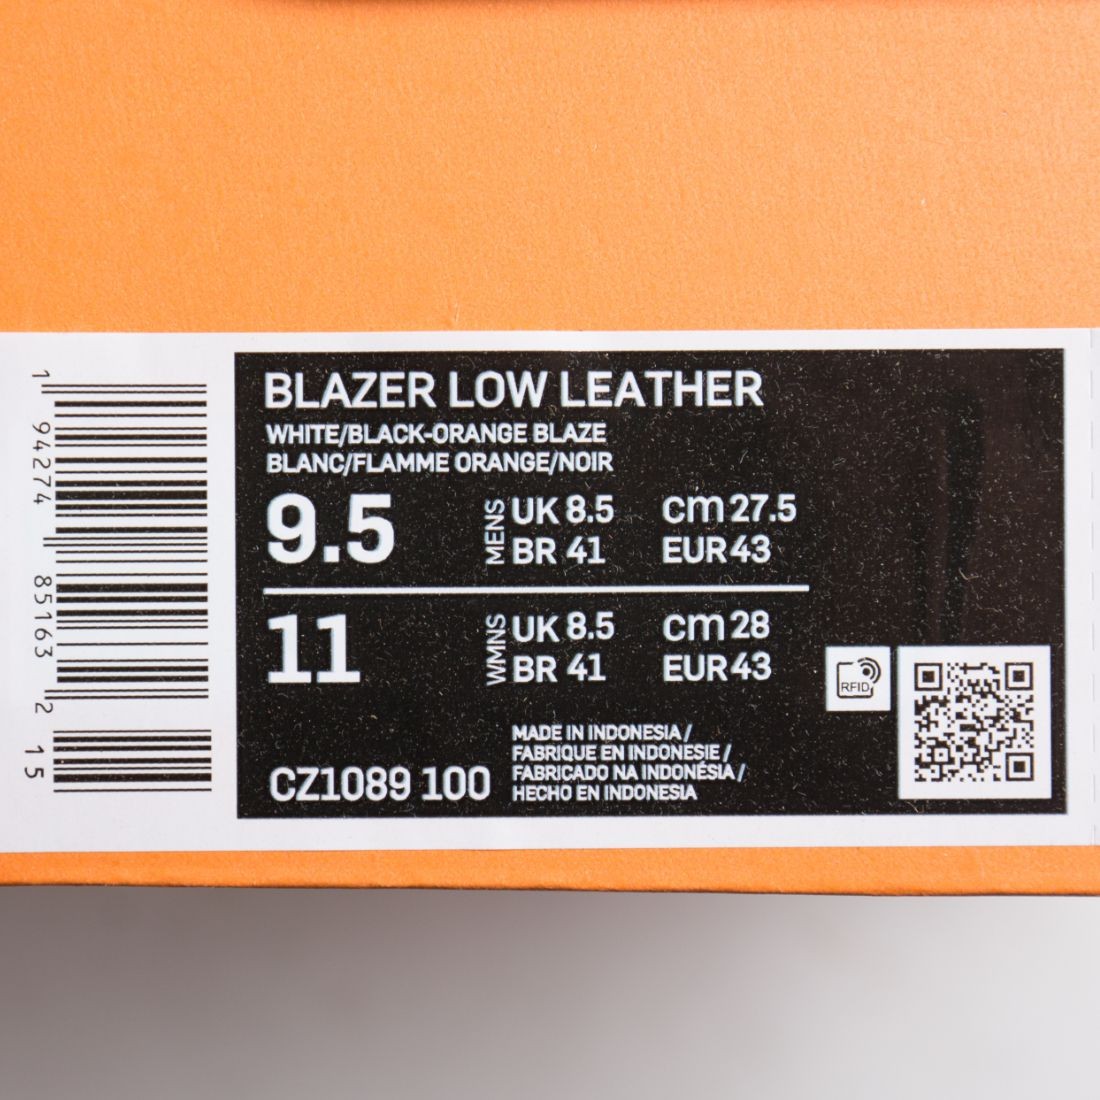 1 94274 85163 2 15
BLAZER LOW LEATHER
WHITE/BLACK-ORANGE BLAZE
BLANC/FLAMME ORANGE/NOIR
9.5 MENS UK 8.5 cm 27.5
BR 41 EUR 43
11 WMNS UK 8.5 cm 28
BR 41 EUR 43
RFID
MADE IN INDONESIA /
FABRIQUE EN INDONESIE /
FABRICADO NA INDONÉSIA /
HECHO EN INDONESIA
CZ1089 100